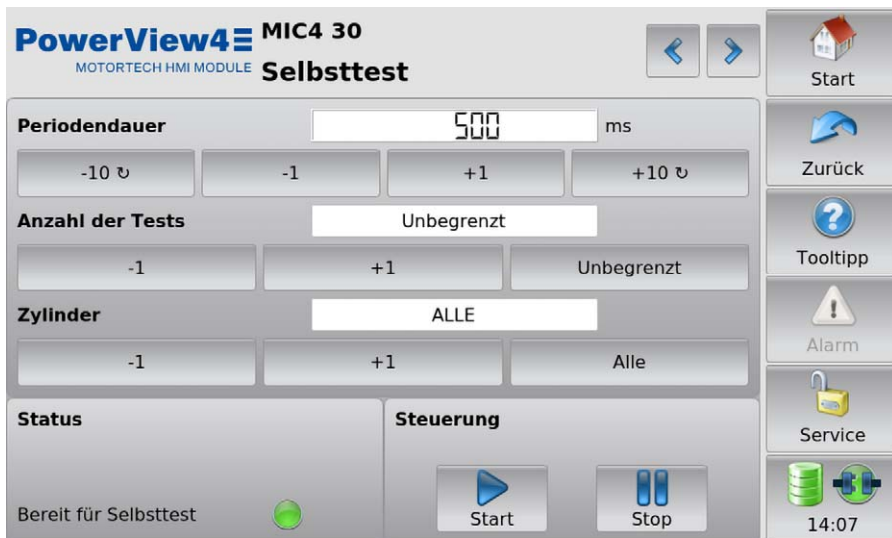 PowerView4 MIC4 30
MOTORTECH HMI MODULE Selbsttest
Start
Periodendauer 500 ms
-10 ↻ -1 +1 +10 ↻
Zurück
Anzahl der Tests Unbegrenzt
-1 +1 Unbegrenzt
Tooltipp
Zylinder ALLE
-1 +1 Alle
Alarm
Status Steuerung
Service
Bereit für Selbsttest Start Stop
14:07